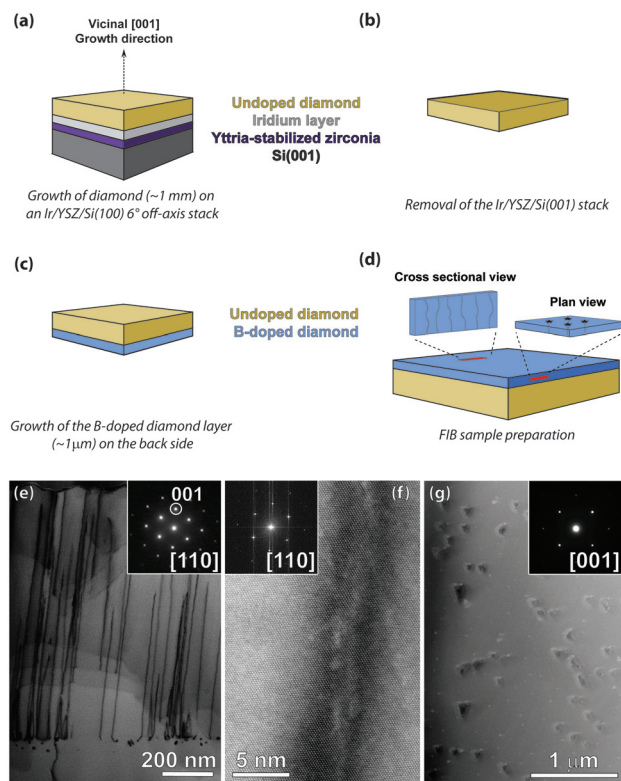 (a)
Vicinal [001]
Growth direction
Undoped diamond
Iridium layer
Yttria-stabilized zirconia
Si(001)
Growth of diamond (~1 mm) on
an Ir/YSZ/Si(100) 6° off-axis stack
(b)
Removal of the Ir/YSZ/Si(001) stack
(c)
Undoped diamond
B-doped diamond
Growth of the B-doped diamond layer
(~1μm) on the back side
(d)
Cross sectional view
Plan view
FIB sample preparation
(e)
001
[110]
200 nm
(f)
[110]
5 nm
(g)
[001]
1 μm